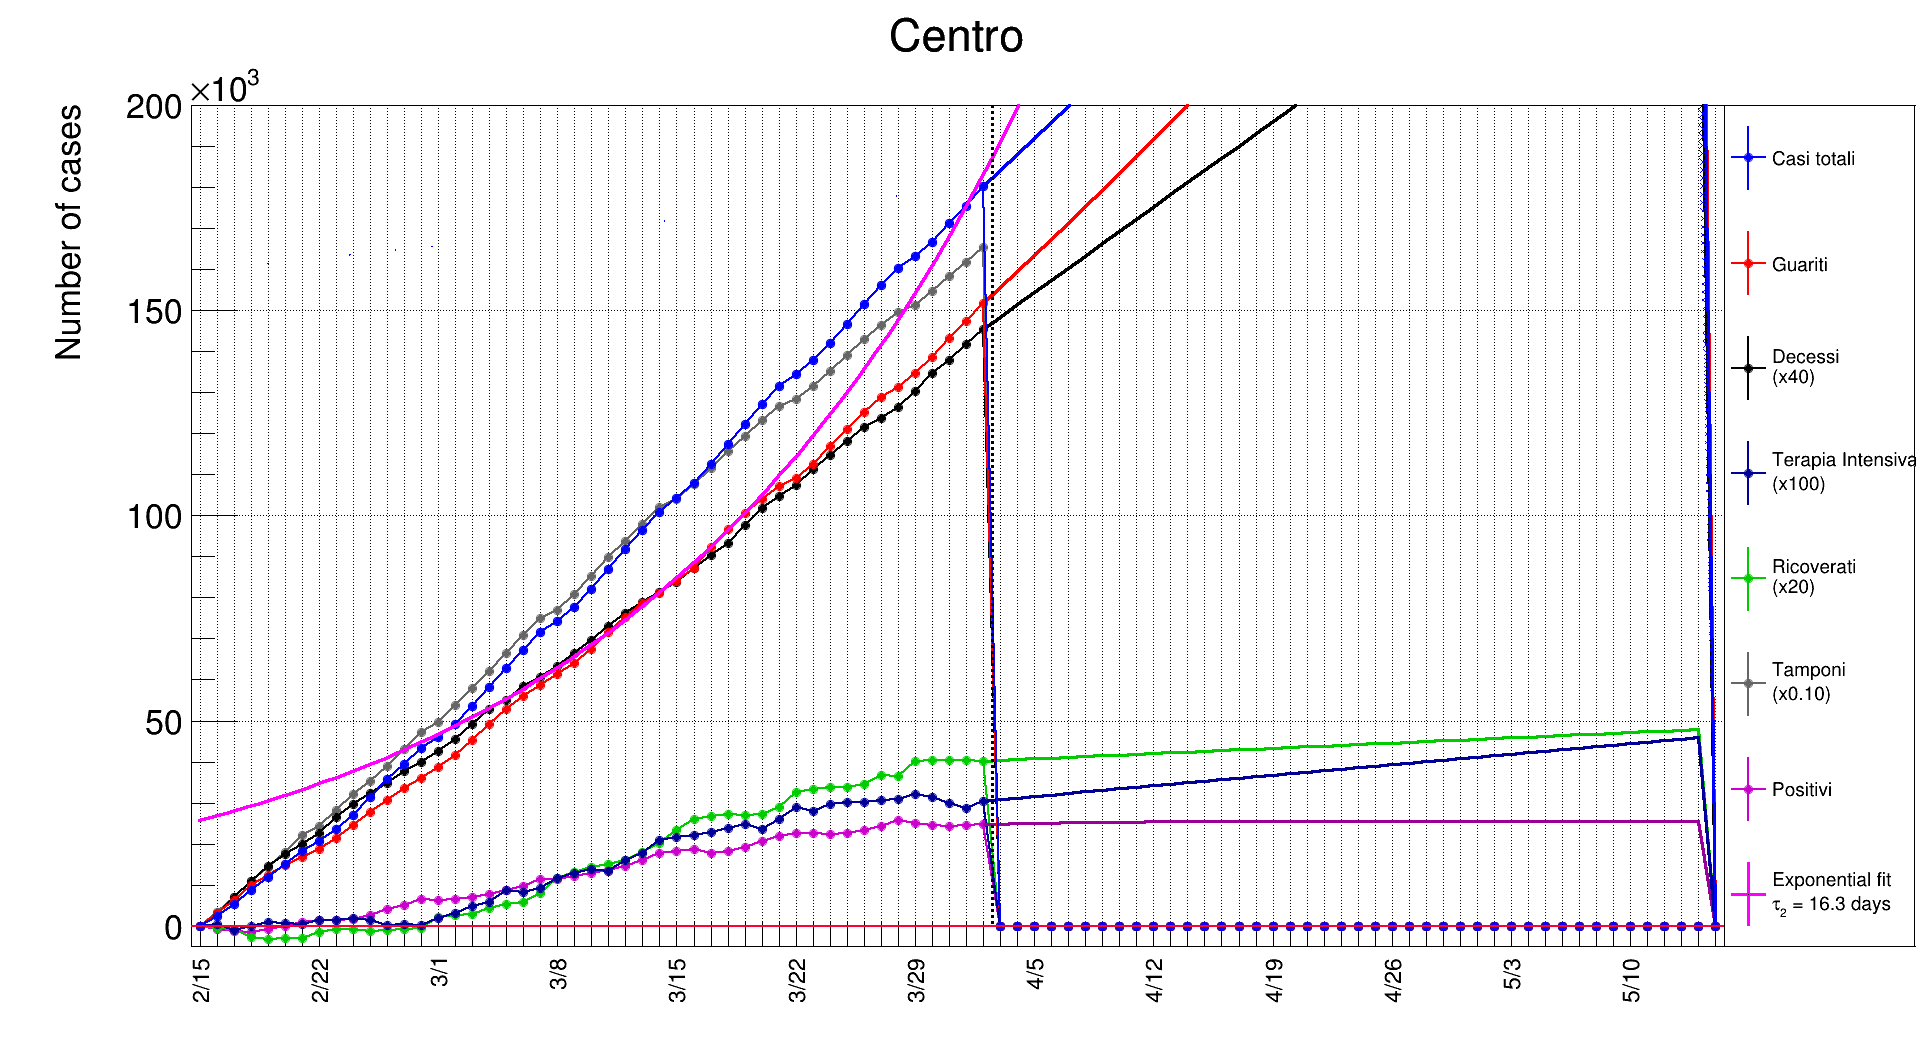 Centro
×10³
Number of cases
200
150
100
50
0
2/15
2/22
3/1
3/8
3/15
3/22
3/29
4/5
4/12
4/19
4/26
5/3
5/10
Casi totali
Guariti
Decessi
(x40)
Terapia Intensiva
(x100)
Ricoverati
(x20)
Tamponi
(x0.10)
Positivi
Exponential fit
τ₂ = 16.3 days